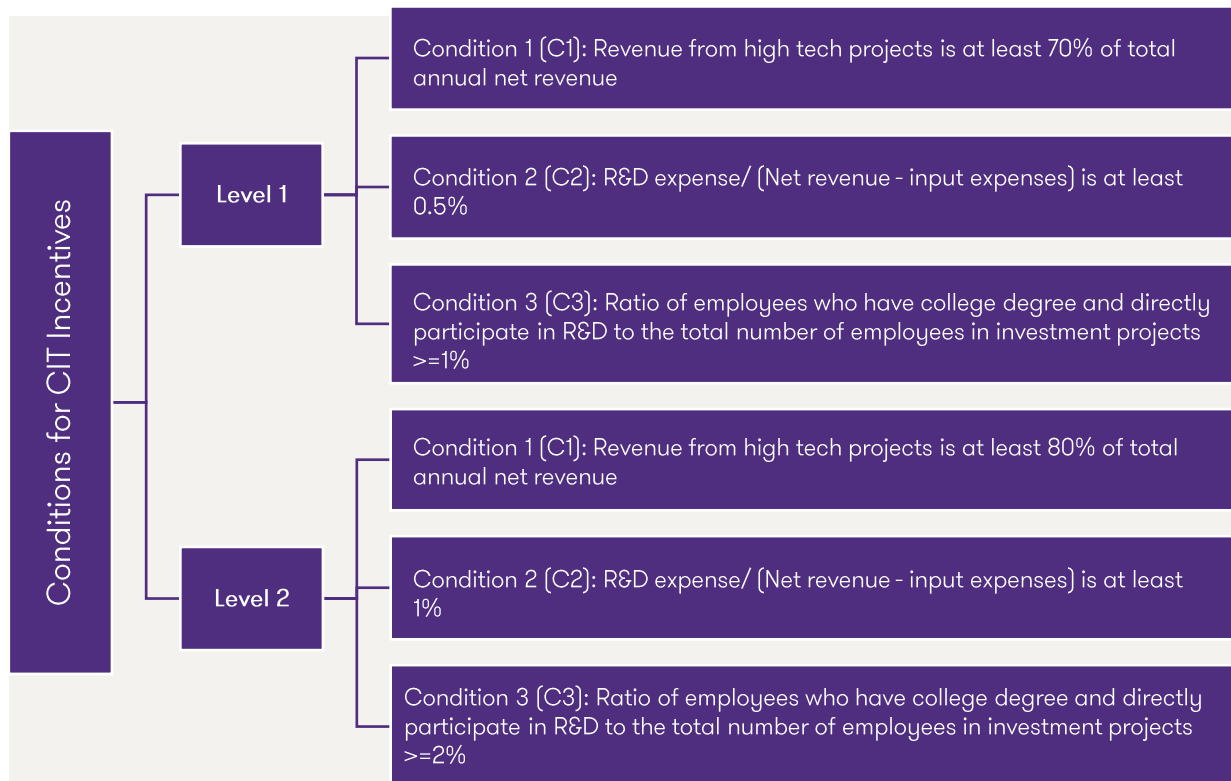 Conditions for CIT Incentives
Level 1
Condition 1 (C1): Revenue from high tech projects is at least 70% of total
annual net revenue
Condition 2 (C2): R&D expense/ (Net revenue - input expenses) is at least
0.5%
Condition 3 (C3): Ratio of employees who have college degree and directly
participate in R&D to the total number of employees in investment projects
>=1%
Level 2
Condition 1 (C1): Revenue from high tech projects is at least 80% of total
annual net revenue
Condition 2 (C2): R&D expense/ (Net revenue - input expenses) is at least
1%
Condition 3 (C3): Ratio of employees who have college degree and directly
participate in R&D to the total number of employees in investment projects
>=2%